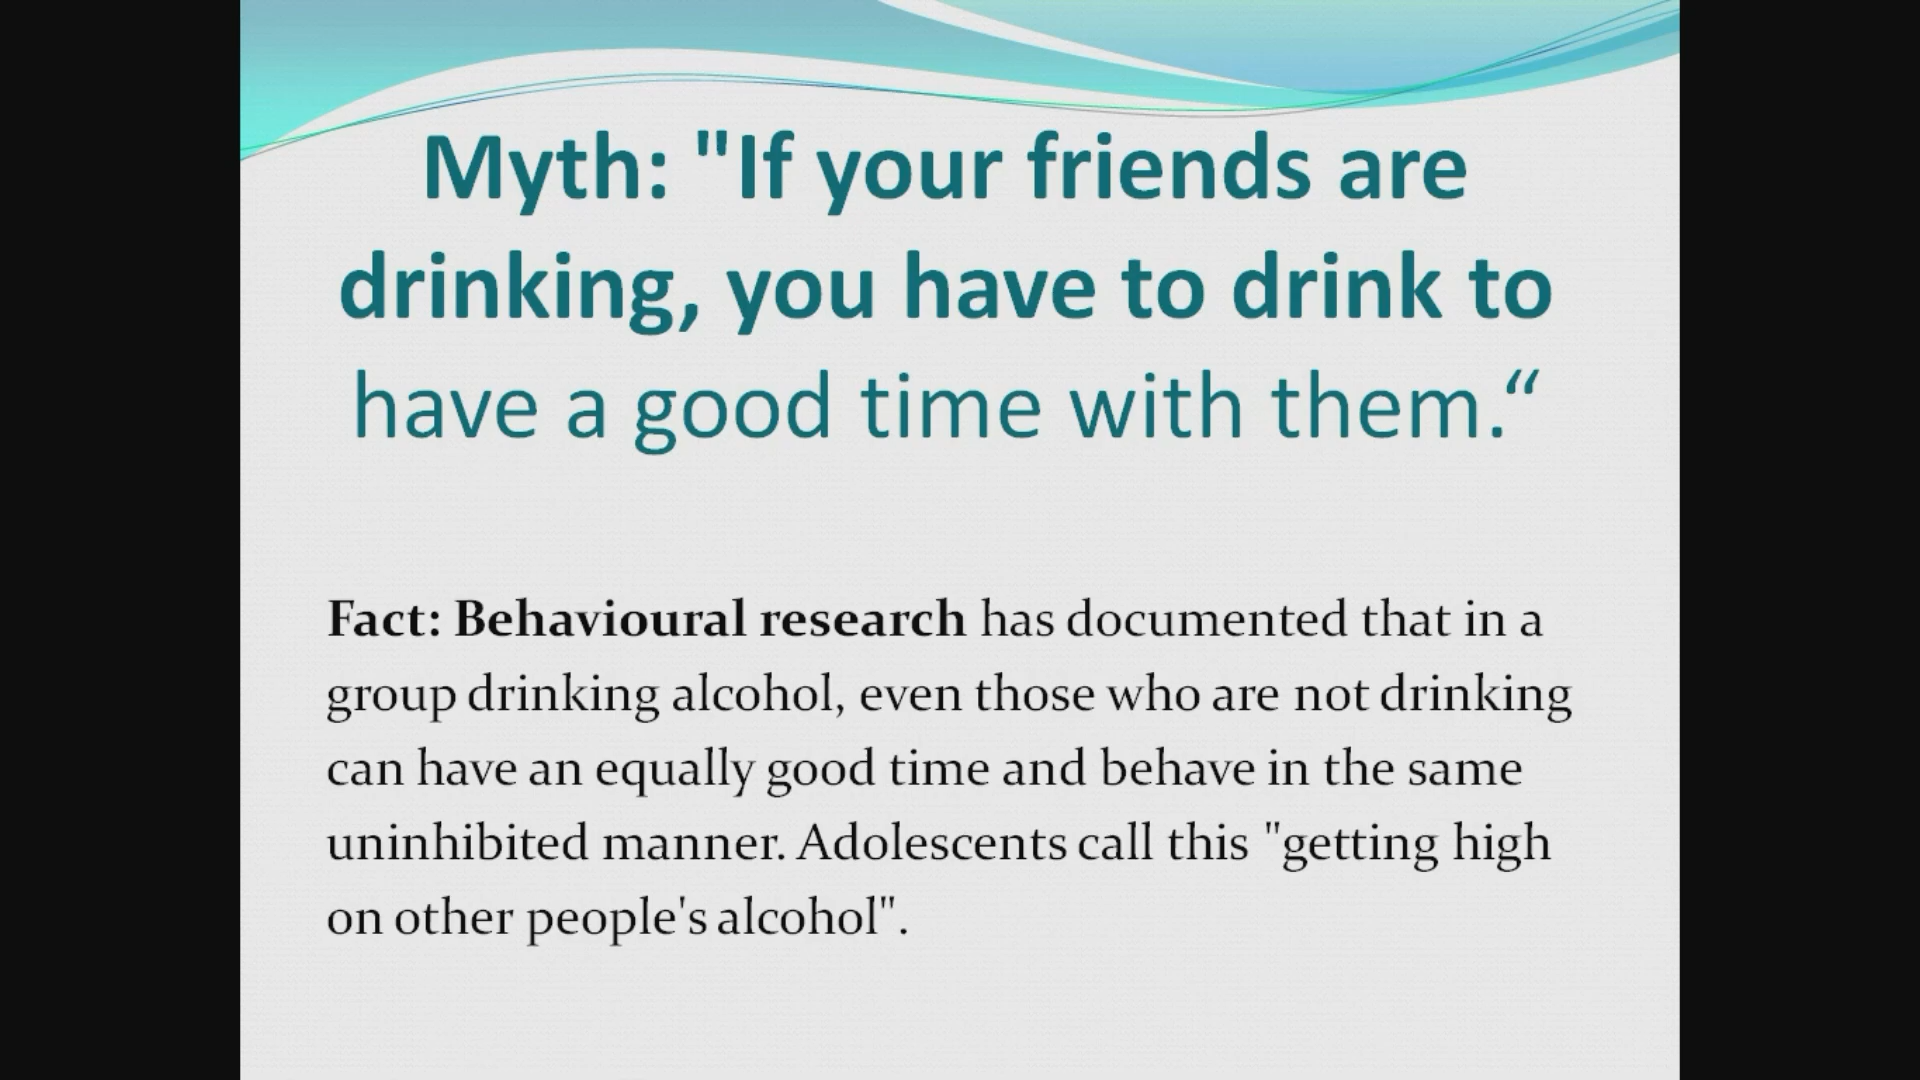 Myth: "If your friends are
drinking, you have to drink to
have a good time with them.“
Fact: Behavioural research has documented that in a
group drinking alcohol, even those who are not drinking
can have an equally good time and behave in the same
uninhibited manner. Adolescents call this "getting high
on other people's alcohol".